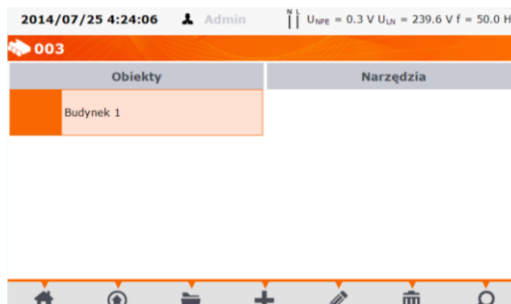 2014/07/25 4:24:06 Admin N L UNPE = 0.3 V ULN = 239.6 V f = 50.0 H
003
Obiekty Narzędzia
Budynek 1